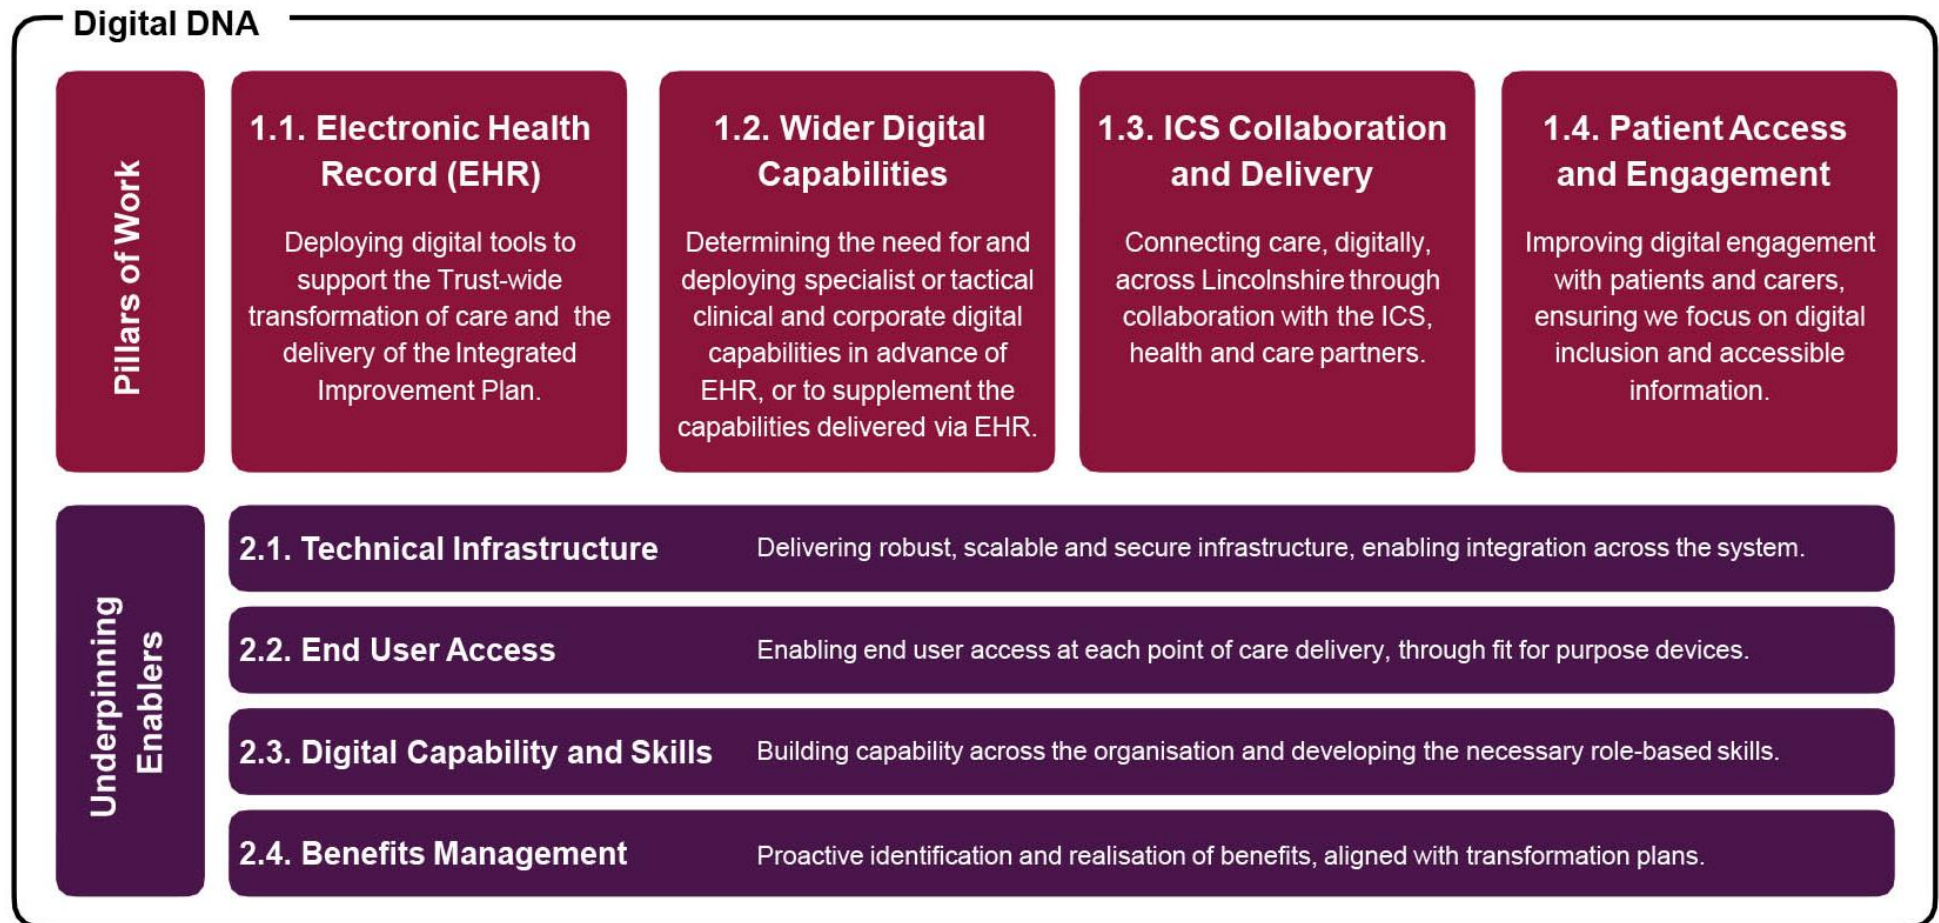 Digital DNA
Pillars of Work
1.1. Electronic Health
Record (EHR)
Deploying digital tools to
support the Trust-wide
transformation of care and the
delivery of the Integrated
Improvement Plan.
1.2. Wider Digital
Capabilities
Determining the need for and
deploying specialist or tactical
clinical and corporate digital
capabilities in advance of
EHR, or to supplement the
capabilities delivered via EHR.
1.3. ICS Collaboration
and Delivery
Connecting care, digitally,
across Lincolnshire through
collaboration with the ICS,
health and care partners.
1.4. Patient Access
and Engagement
Improving digital engagement
with patients and carers,
ensuring we focus on digital
inclusion and accessible
information.
Underpinning
Enablers
2.1. Technical Infrastructure
Delivering robust, scalable and secure infrastructure, enabling integration across the system.
2.2. End User Access
Enabling end user access at each point of care delivery, through fit for purpose devices.
2.3. Digital Capability and Skills
Building capability across the organisation and developing the necessary role-based skills.
2.4. Benefits Management
Proactive identification and realisation of benefits, aligned with transformation plans.